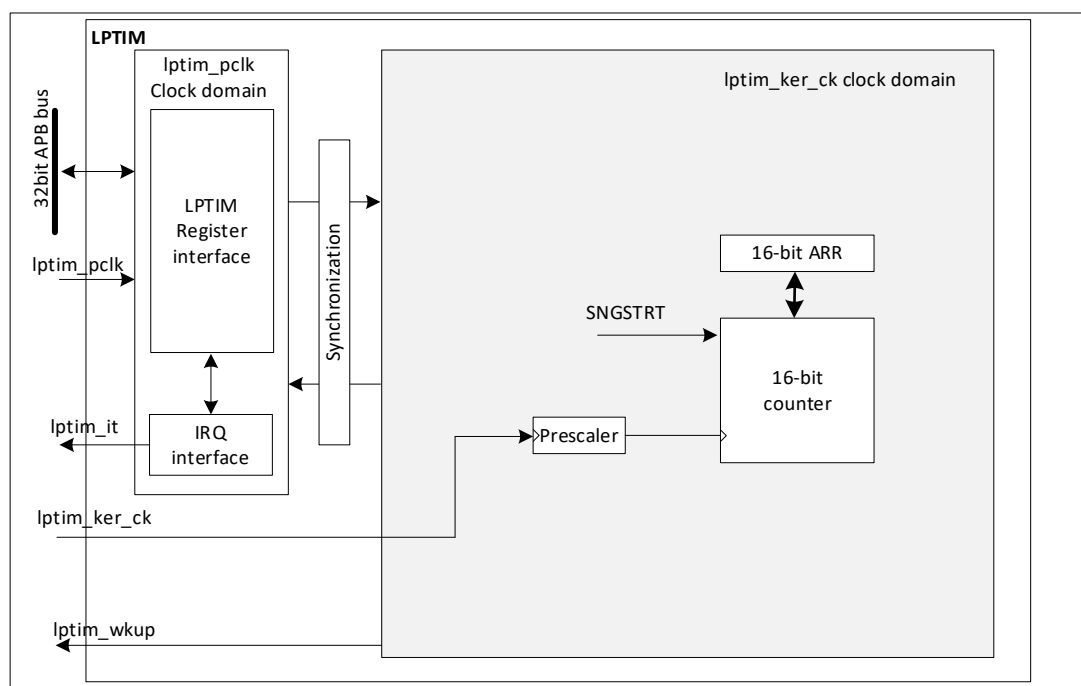 LPTIM
lptim_pclk
Clock domain
lptim_ker_ck clock domain
32bit APB bus
LPTIM
Register
interface
Synchronization
16-bit ARR
lptim_pclk
SNGSTRT
16-bit
counter
lptim_it
IRQ
interface
Prescaler
lptim_ker_ck
lptim_wkup